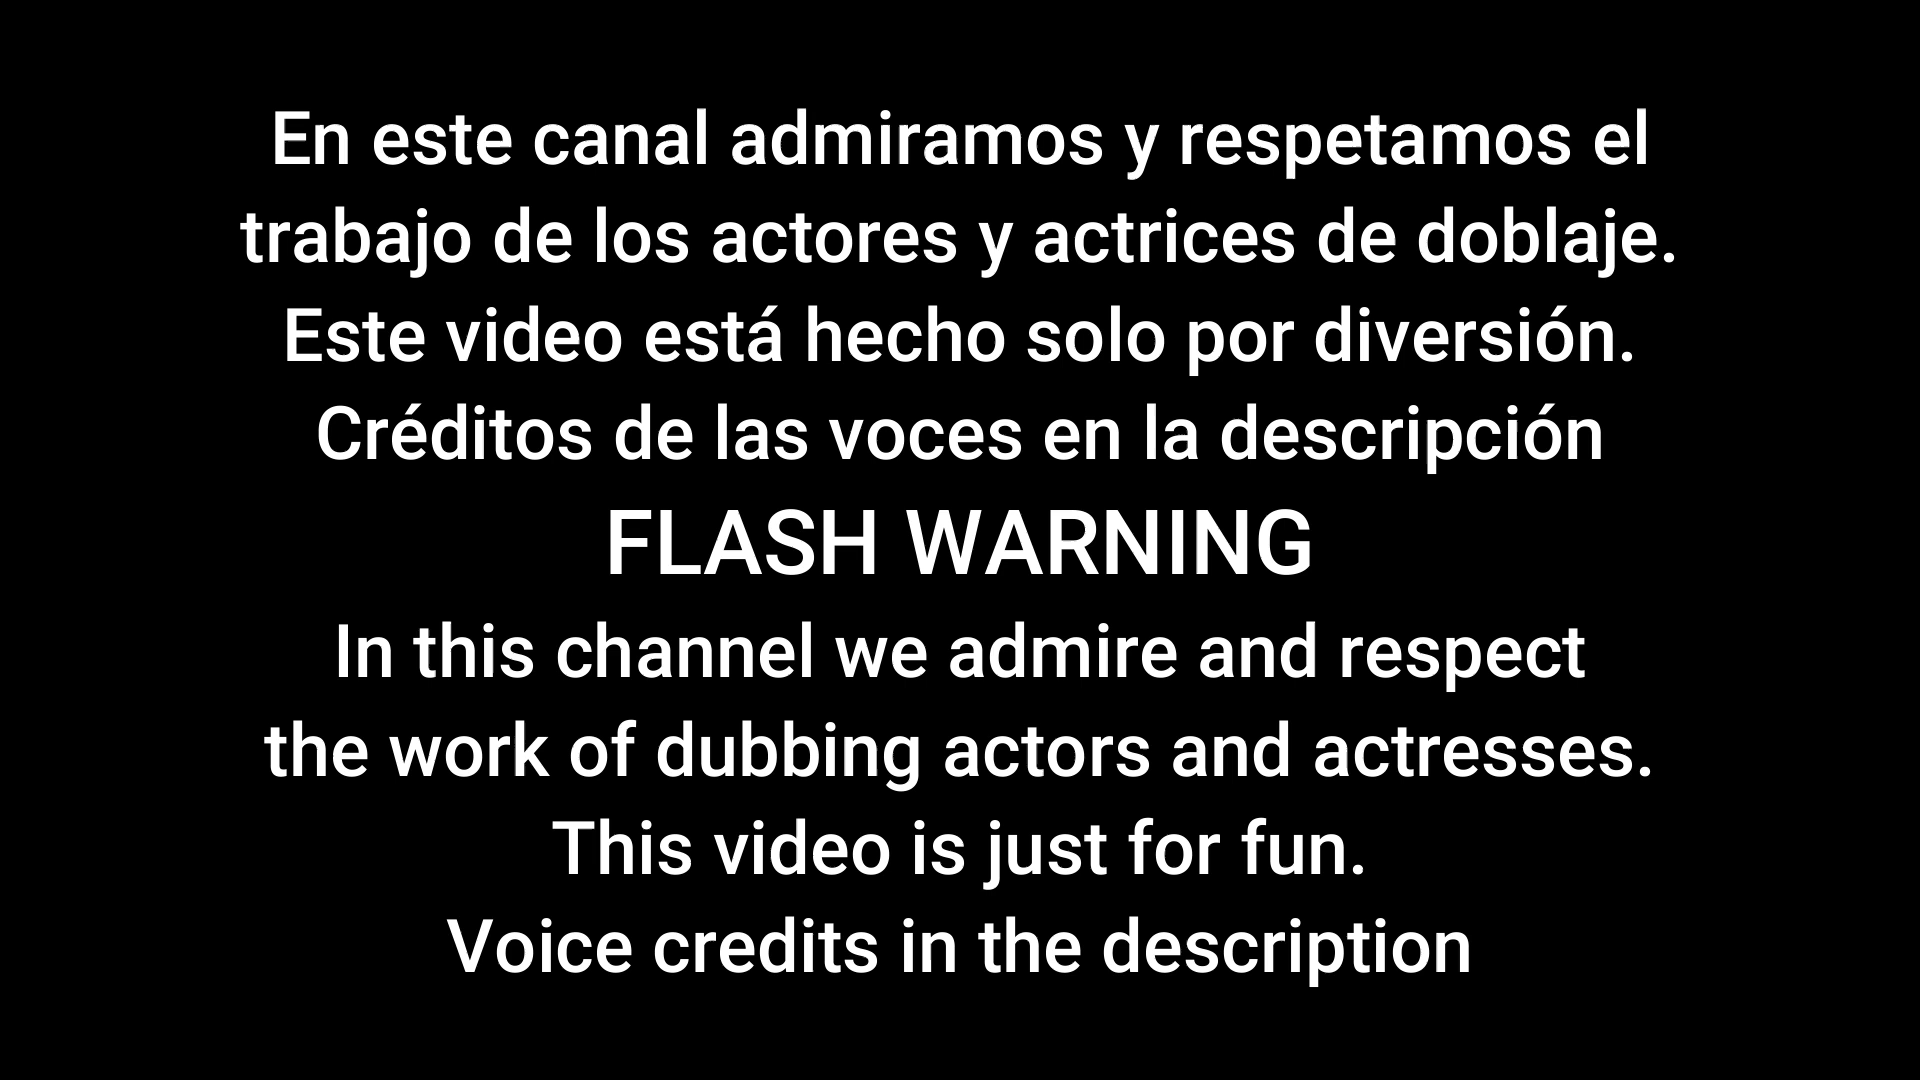 En este canal admiramos y respetamos el
trabajo de los actores y actrices de doblaje.
Este video está hecho solo por diversión.
Créditos de las voces en la descripción
FLASH WARNING
In this channel we admire and respect
the work of dubbing actors and actresses.
This video is just for fun.
Voice credits in the description